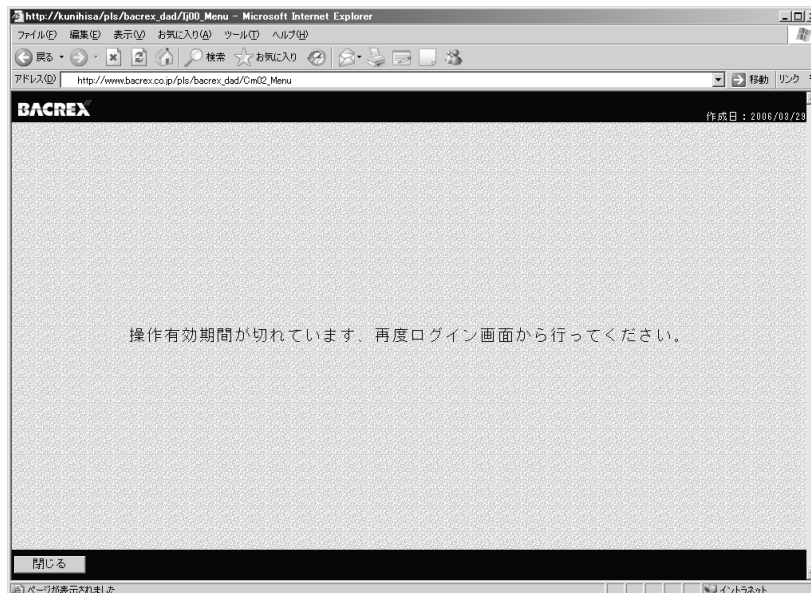 http://kunihisa/pls/bacrex_dad/Ij00_Menu - Microsoft Internet Explorer
ファイル(F) 編集(E) 表示(V) お気に入り(A) ツール(T) ヘルプ(H)
戻る 検索 お気に入り
アドレス(D) http://www.bacrex.co.jp/pls/bacrex_dad/Cm02_Menu 移動 リンク
BACREX
作成日：2006/03/29
操作有効期間が切れています、再度ログイン画面から行ってください。
閉じる
ページが表示されました イントラネット